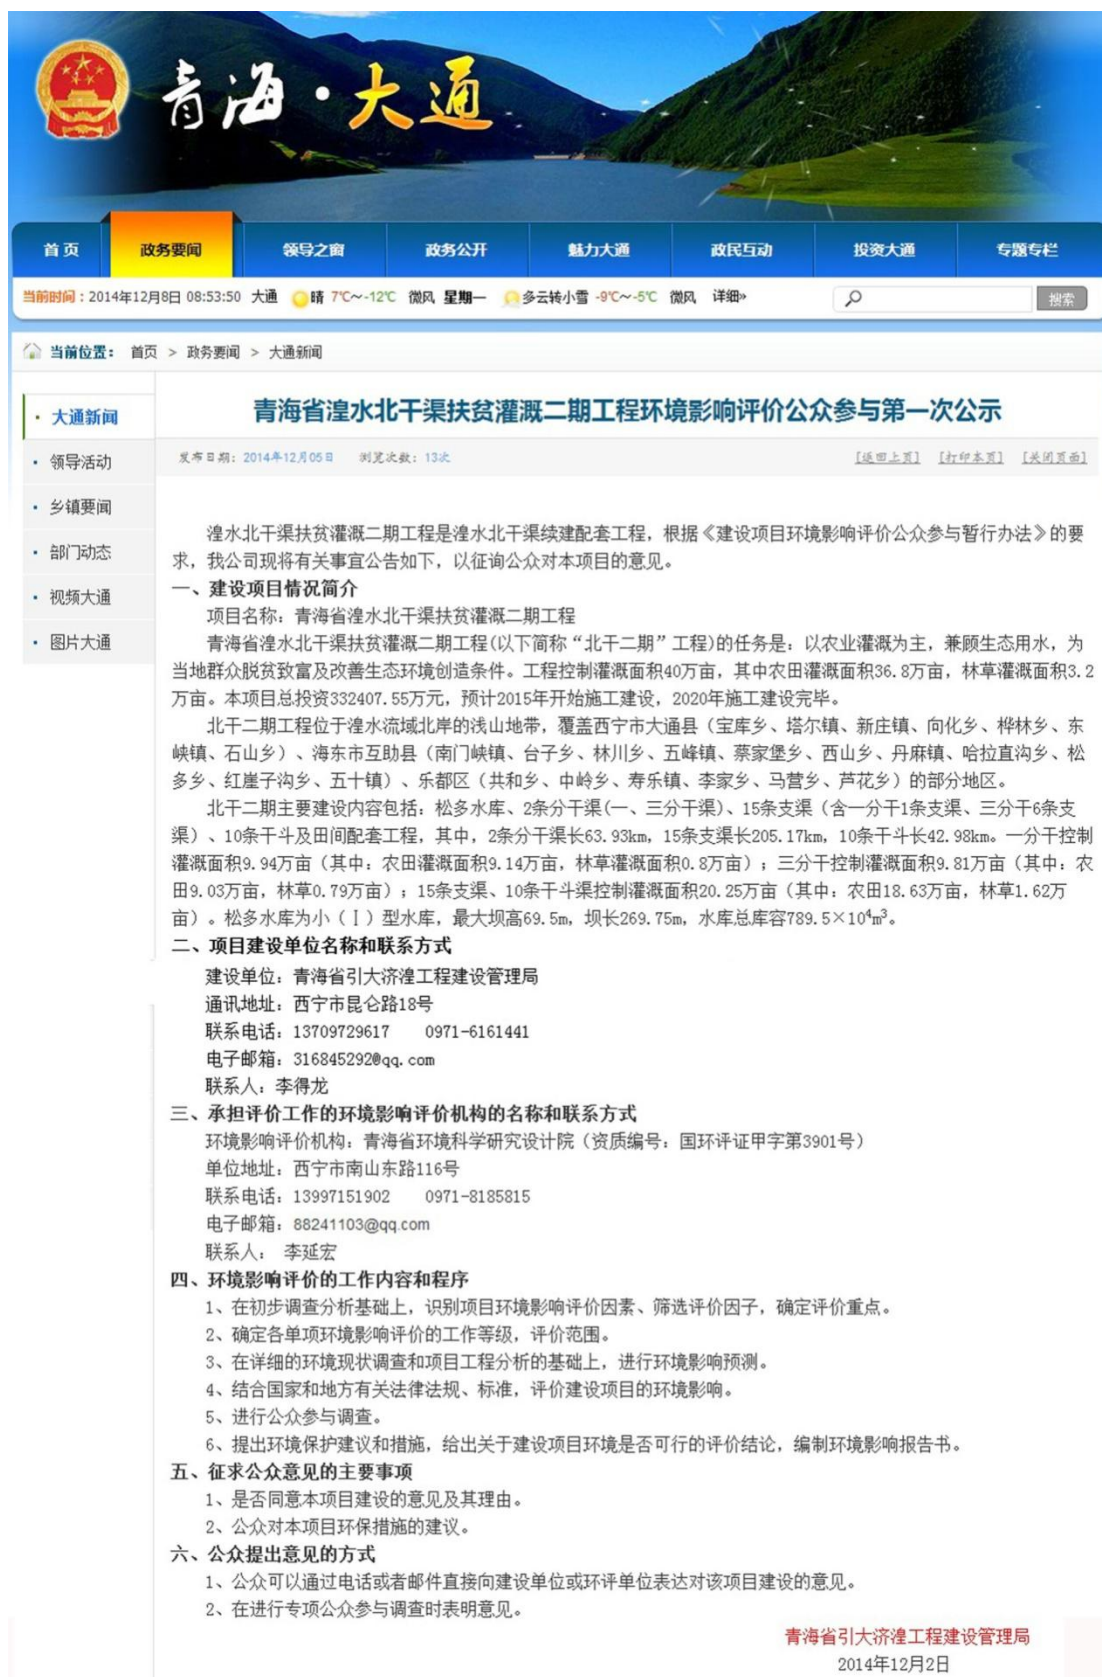 青海·大通
首页 政务要闻 领导之窗 政务公开 魅力大通 政民互动 投资大通 专题专栏
当前时间：2014年12月8日 08:53:50 大通 晴 7℃～-12℃ 微风 星期一 多云转小雪 -9℃～-5℃ 微风 详细» 搜索
当前位置： 首页 > 政务要闻 > 大通新闻
大通新闻
领导活动
乡镇要闻
部门动态
视频大通
图片大通
青海省湟水北干渠扶贫灌溉二期工程环境影响评价公众参与第一次公示
发布日期：2014年12月05日 浏览次数：13次 [返回上页] [打印本页] [关闭页面]
湟水北干渠扶贫灌溉二期工程是湟水北干渠续建配套工程，根据《建设项目环境影响评价公众参与暂行办法》的要
求，我公司现将有关事宜公告如下，以征询公众对本项目的意见。
一、建设项目情况简介
项目名称：青海省湟水北干渠扶贫灌溉二期工程
青海省湟水北干渠扶贫灌溉二期工程(以下简称“北干二期”工程)的任务是：以农业灌溉为主，兼顾生态用水，为
当地群众脱贫致富及改善生态环境创造条件。工程控制灌溉面积40万亩，其中农田灌溉面积36.8万亩，林草灌溉面积3.2
万亩。本项目总投资332407.55万元，预计2015年开始施工建设，2020年施工建设完毕。
北干二期工程位于湟水流域北岸的浅山地带，覆盖西宁市大通县（宝库乡、塔尔镇、新庄镇、向化乡、桦林乡、东
峡镇、石山乡）、海东市互助县（南门峡镇、台子乡、林川乡、五峰镇、蔡家堡乡、西山乡、丹麻镇、哈拉直沟乡、松
多乡、红崖子沟乡、五十镇）、乐都区（共和乡、中岭乡、寿乐镇、李家乡、马营乡、芦花乡）的部分地区。
北干二期主要建设内容包括：松多水库、2条分干渠(一、三分干渠)、15条支渠（含一分干1条支渠、三分干6条支
渠）、10条干斗及田间配套工程，其中，2条分干渠长63.93km，15条支渠长205.17km，10条干斗长42.98km。一分干控制
灌溉面积9.94万亩（其中：农田灌溉面积9.14万亩，林草灌溉面积0.8万亩）；三分干控制灌溉面积9.81万亩（其中：农
田9.03万亩，林草0.79万亩）；15条支渠、10条干斗渠控制灌溉面积20.25万亩（其中：农田18.63万亩，林草1.62万
亩）。松多水库为小（I）型水库，最大坝高69.5m，坝长269.75m，水库总库容789.5×10⁴m³。
二、项目建设单位名称和联系方式
建设单位：青海省引大济湟工程建设管理局
通讯地址：西宁市昆仑路18号
联系电话：13709729617 0971-6161441
电子邮箱：316845292@qq.com
联系人：李得龙
三、承担评价工作的环境影响评价机构的名称和联系方式
环境影响评价机构：青海省环境科学研究设计院（资质编号：国环评证甲字第3901号）
单位地址：西宁市南山东路116号
联系电话：13997151902 0971-8185815
电子邮箱：88241103@qq.com
联系人： 李延宏
四、环境影响评价的工作内容和程序
1、在初步调查分析基础上，识别项目环境影响评价因素、筛选评价因子，确定评价重点。
2、确定各单项环境影响评价的工作等级，评价范围。
3、在详细的环境现状调查和项目工程分析的基础上，进行环境影响预测。
4、结合国家和地方有关法律法规、标准，评价建设项目的环境影响。
5、进行公众参与调查。
6、提出环境保护建议和措施，给出关于建设项目环境是否可行的评价结论，编制环境影响报告书。
五、征求公众意见的主要事项
1、是否同意本项目建设的意见及其理由。
2、公众对本项目环保措施的建议。
六、公众提出意见的方式
1、公众可以通过电话或者邮件直接向建设单位或环评单位表达对该项目建设的意见。
2、在进行专项公众参与调查时表明意见。
青海省引大济湟工程建设管理局
2014年12月2日